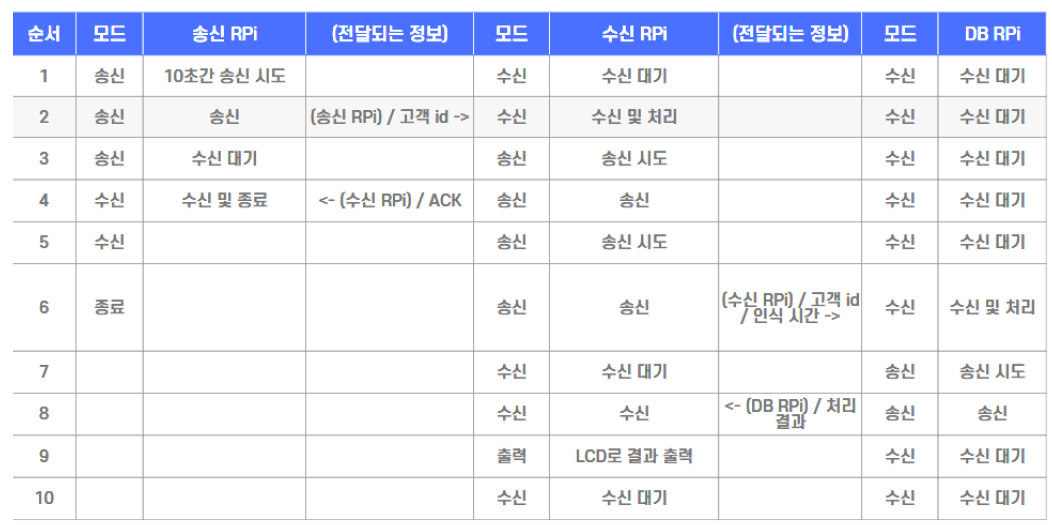 순서 모드 송신 RPi (전달되는 정보) 모드 수신 RPi (전달되는 정보) 모드 DB RPi
1 송신 10초간 송신 시도 수신 수신 대기 수신 수신 대기
2 송신 송신 (송신 RPi) / 고객 id -> 수신 수신 및 처리 수신 수신 대기
3 송신 수신 대기 송신 송신 시도 수신 수신 대기
4 수신 수신 및 종료 <- (수신 RPi) / ACK 송신 송신 수신 수신 대기
5 수신 송신 송신 시도 수신 수신 대기
6 종료 송신 송신 (수신 RPi) / 고객 id / 인식 시간 -> 수신 수신 및 처리
7 수신 수신 대기 송신 송신 시도
8 수신 수신 <- (DB RPi) / 처리 결과 송신 송신
9 출력 LCD로 결과 출력 수신 수신 대기
10 수신 수신 대기 수신 수신 대기